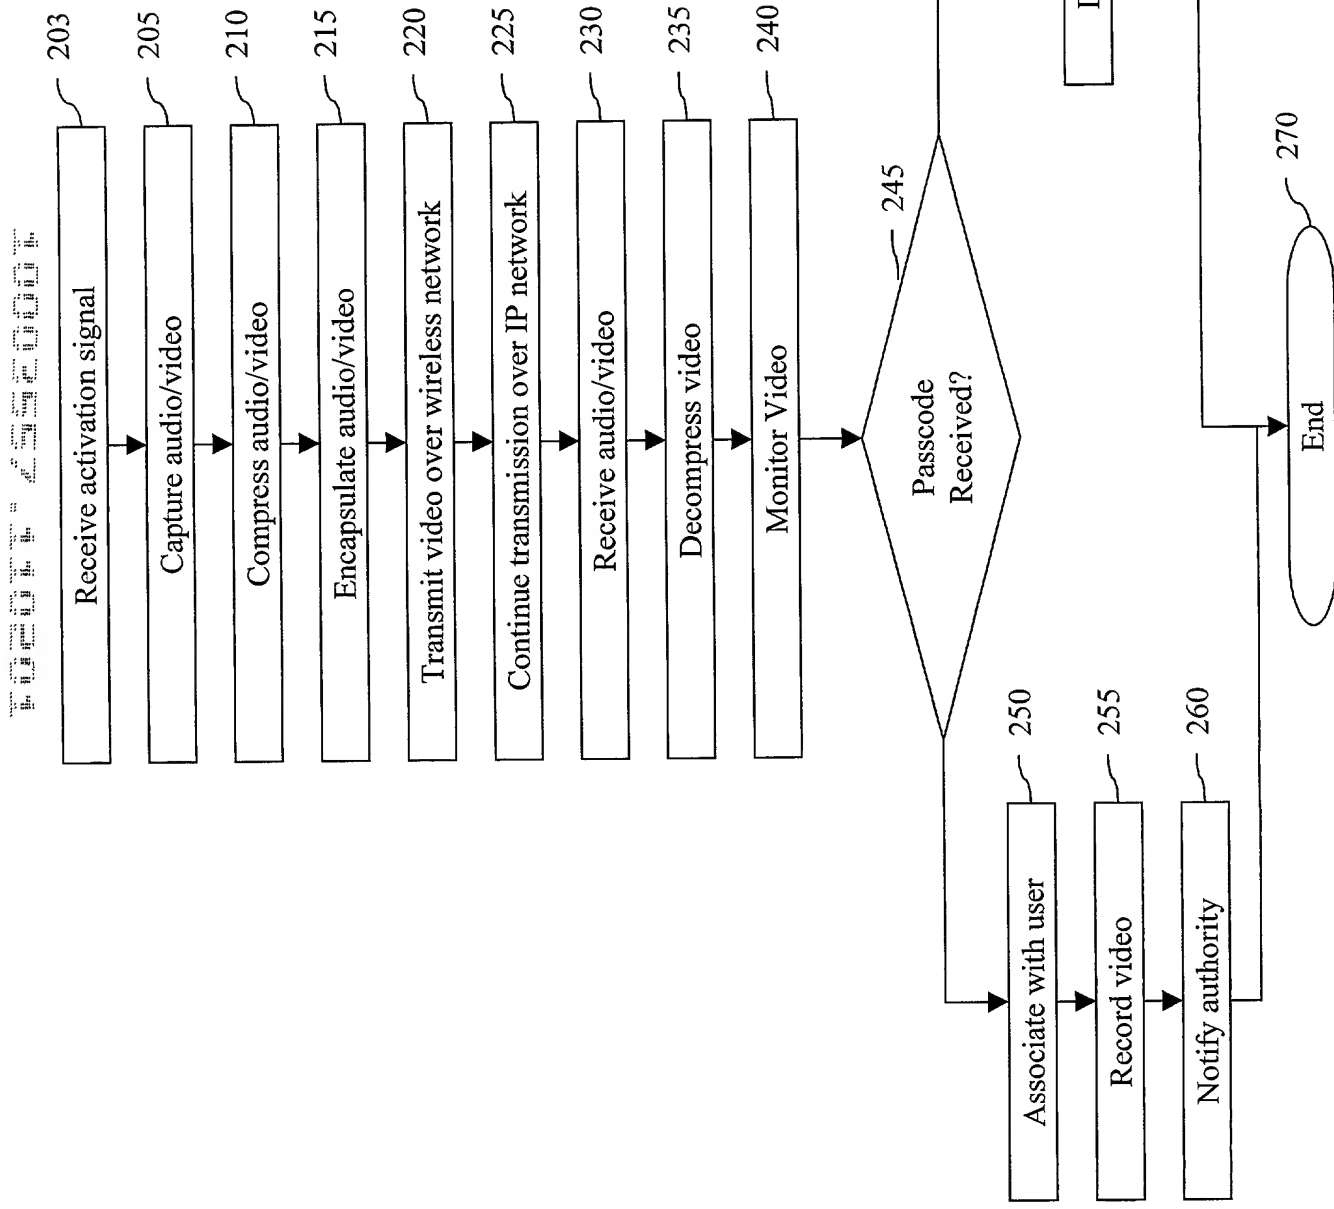 203
Receive activation signal
205
Capture audio/video
210
Compress audio/video
215
Encapsulate audio/video
220
Transmit video over wireless network
225
Continue transmission over IP network
230
Receive audio/video
235
Decompress video
240
Monitor Video
245
Passcode
Received?
250
Associate with user
255
Record video
260
Notify authority
270
End